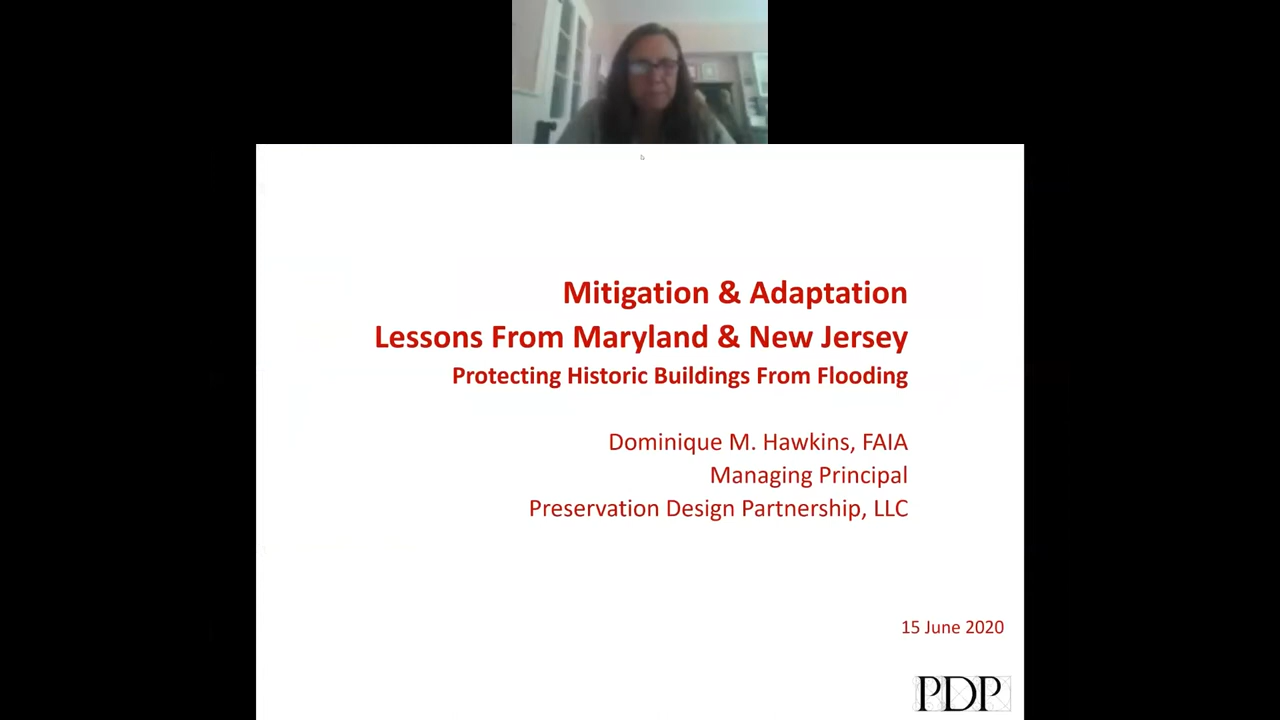 Mitigation & Adaptation
Lessons From Maryland & New Jersey
Protecting Historic Buildings From Flooding
Dominique M. Hawkins, FAIA
Managing Principal
Preservation Design Partnership, LLC
15 June 2020
PDP